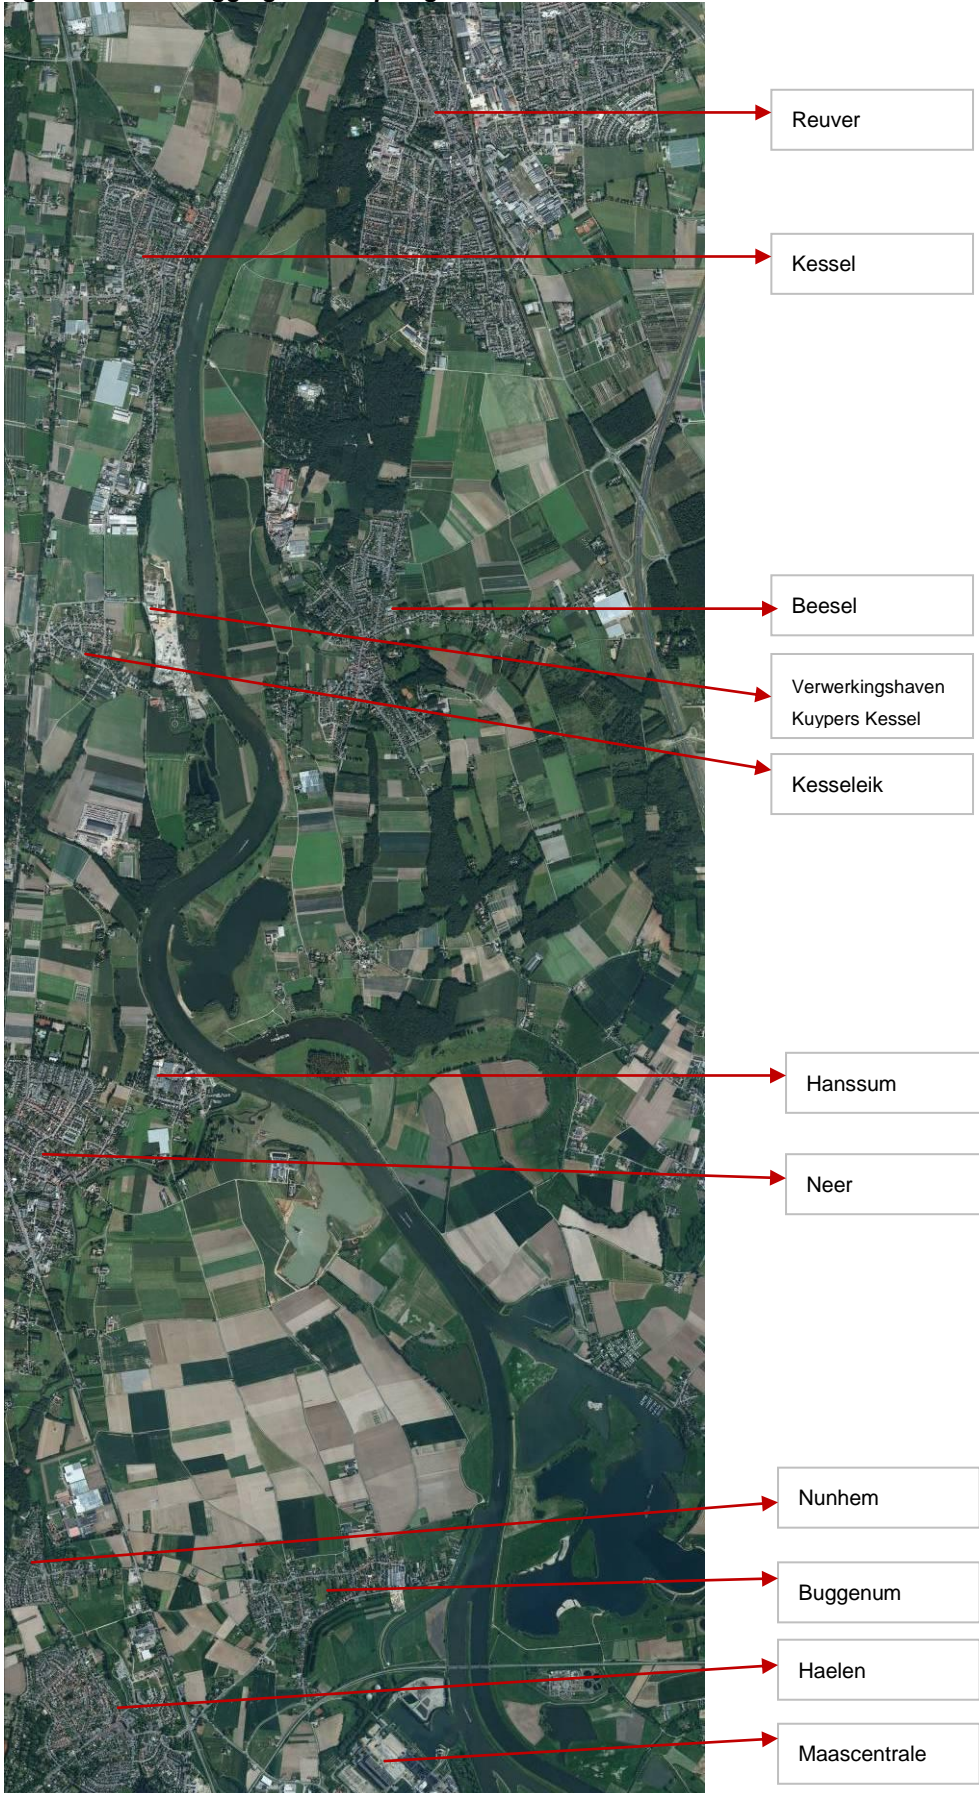 Reuver
Kessel
Beesel
Verwerkingshaven
Kuypers Kessel
Kesseleik
Hanssum
Neer
Nunhem
Buggenum
Haelen
Maascentrale